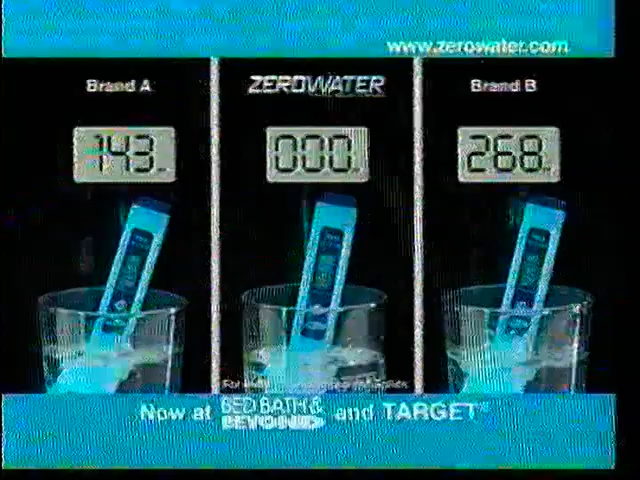 www.zerowater.com
Brand A
ZEROWATER
Brand B
143
000
268
Now at BED BATH & BEYOND and TARGET